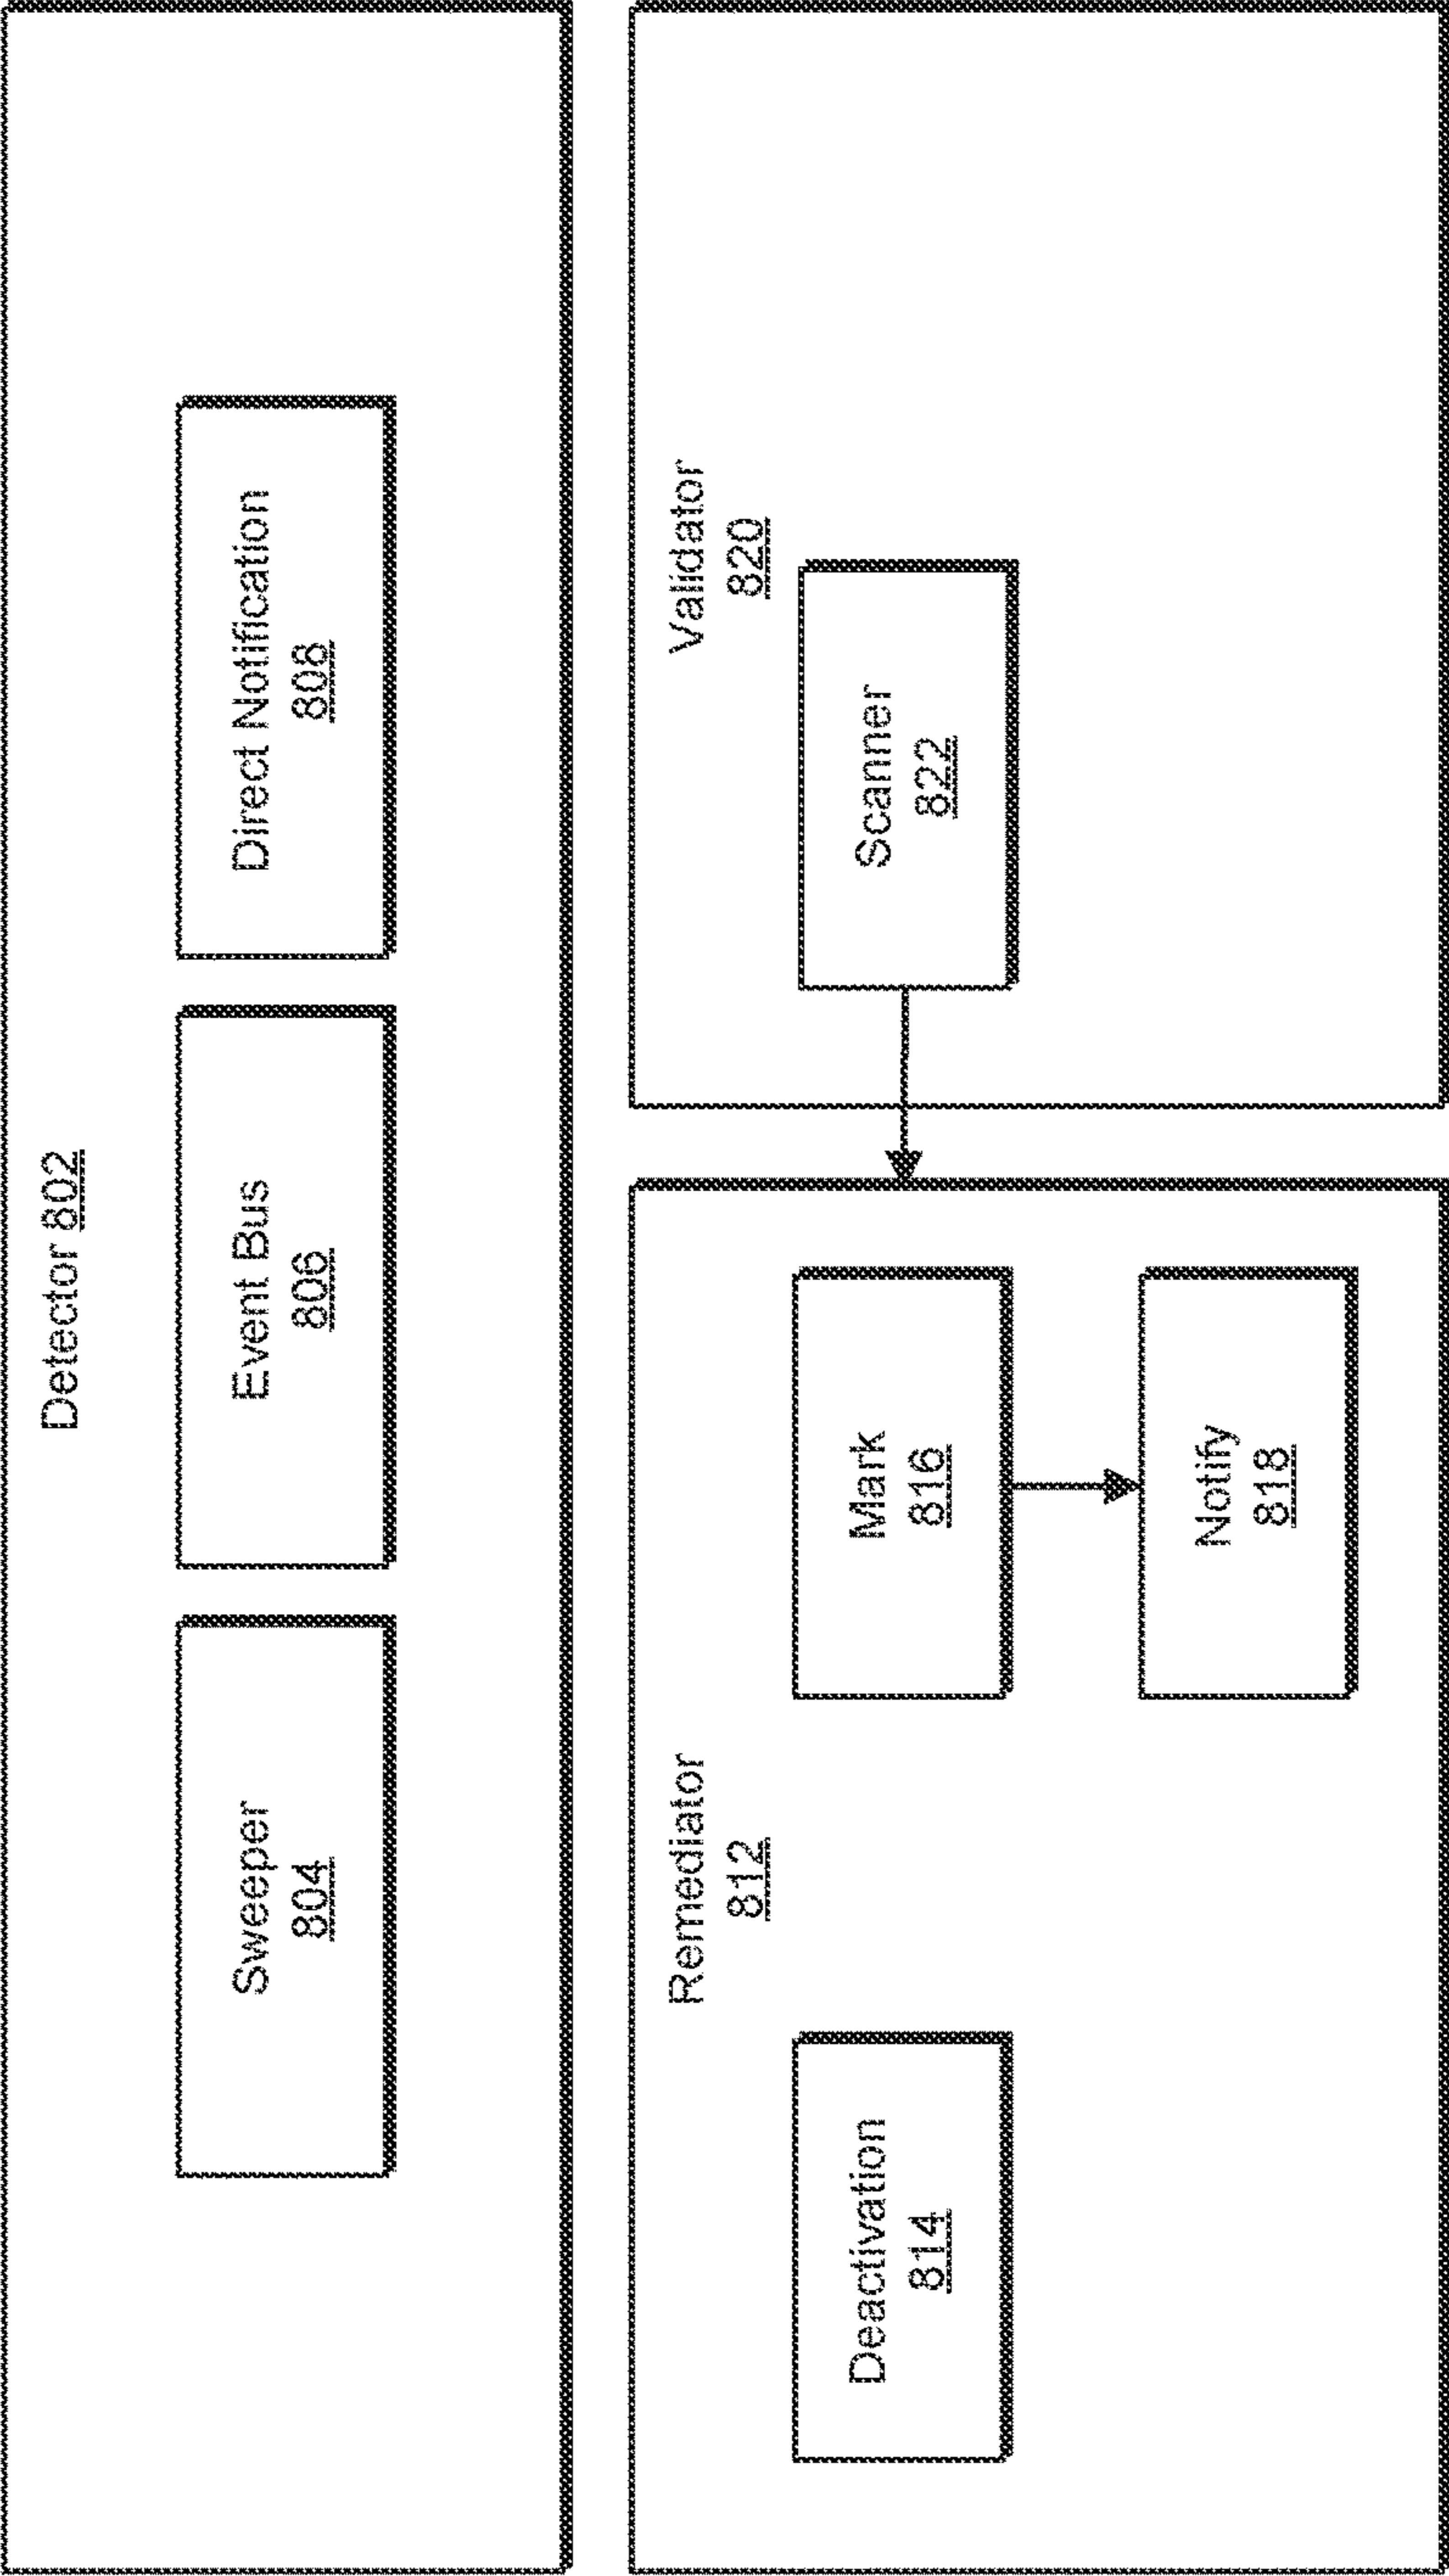 Detector 802
Sweeper
804
Event Bus
806
Direct Notification
808
Remediator
812
Deactivation
814
Mark
816
Notify
818
Validator
820
Scanner
822